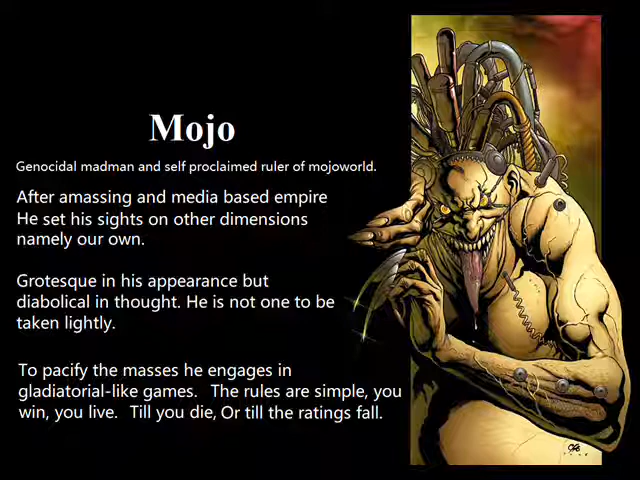 Mojo
Genocidal madman and self proclaimed ruler of mojoworld.
After amassing and media based empire
He set his sights on other dimensions
namely our own.
Grotesque in his appearance but
diabolical in thought. He is not one to be
taken lightly.
To pacify the masses he engages in
gladiatorial-like games. The rules are simple, you
win, you live. Till you die, Or till the ratings fall.